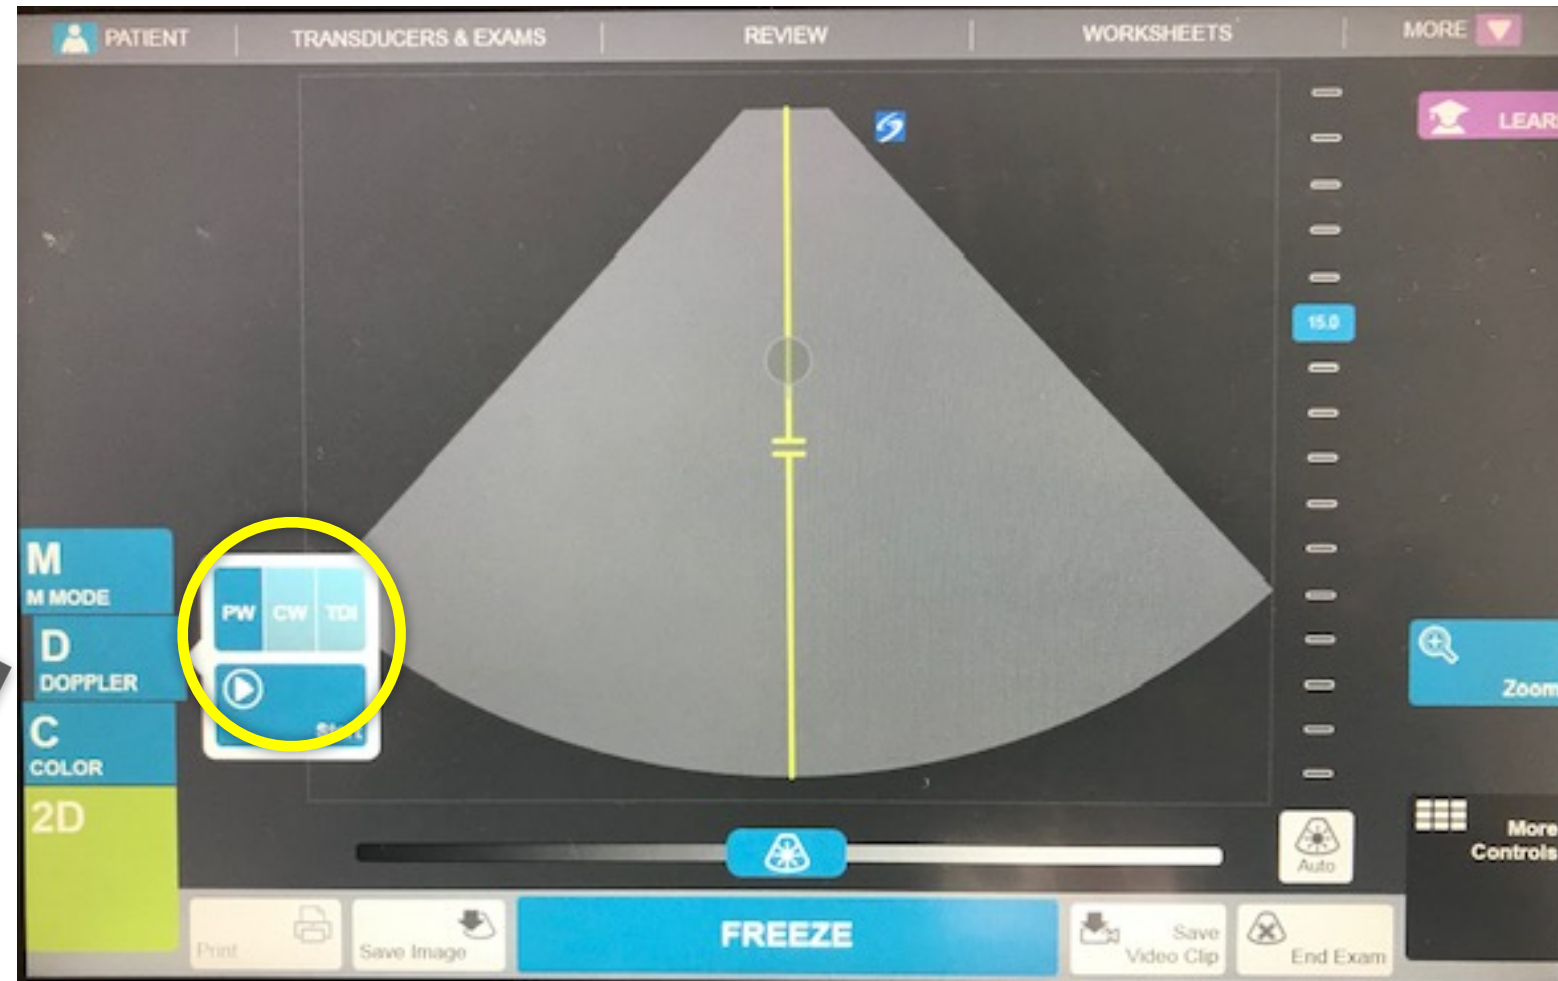 PATIENT
TRANSDUCERS & EXAMS
REVIEW
WORKSHEETS
MORE
LEAR
15.0
M
M MODE
PW CW TDI
D
DOPPLER
Start
C
COLOR
2D
Zoom
More
Controls
Auto
Print
Save Image
FREEZE
Save
Video Clip
End Exam